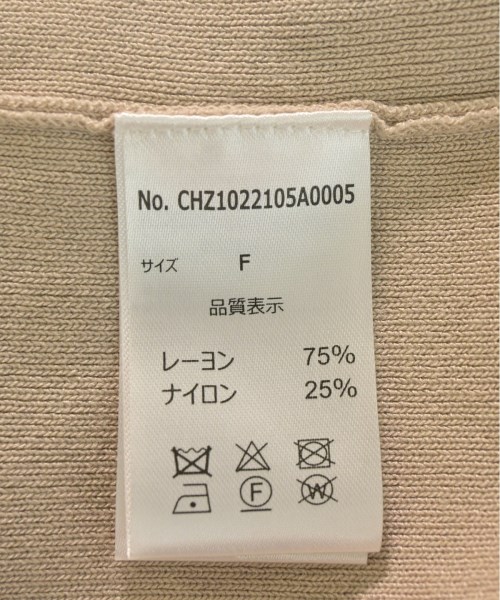 No. CHZ1022105A0005
サイズ F
品質表示
レーヨン 75%
ナイロン 25%
F W